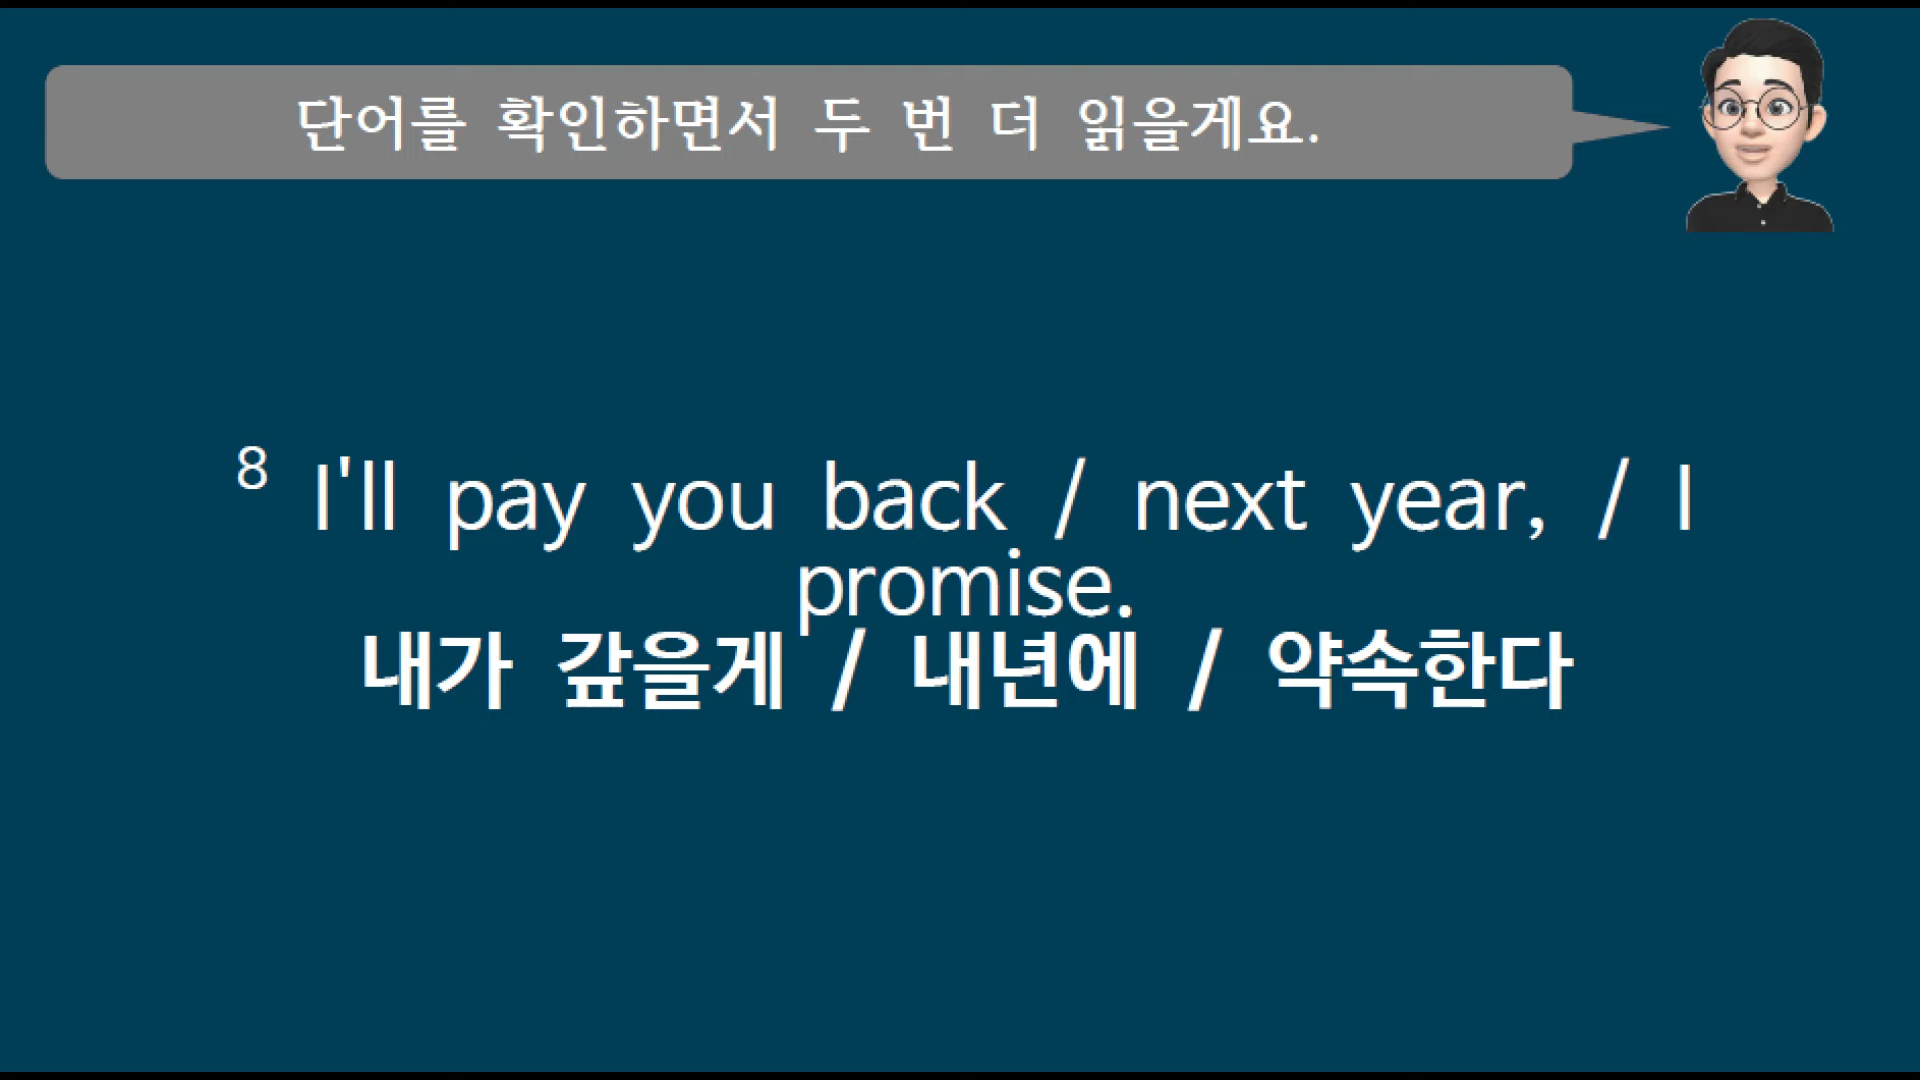 단어를 확인하면서 두 번 더 읽을게요.
8 I'll pay you back / next year, / I
promise.
내가 갚을게 / 내년에 / 약속한다